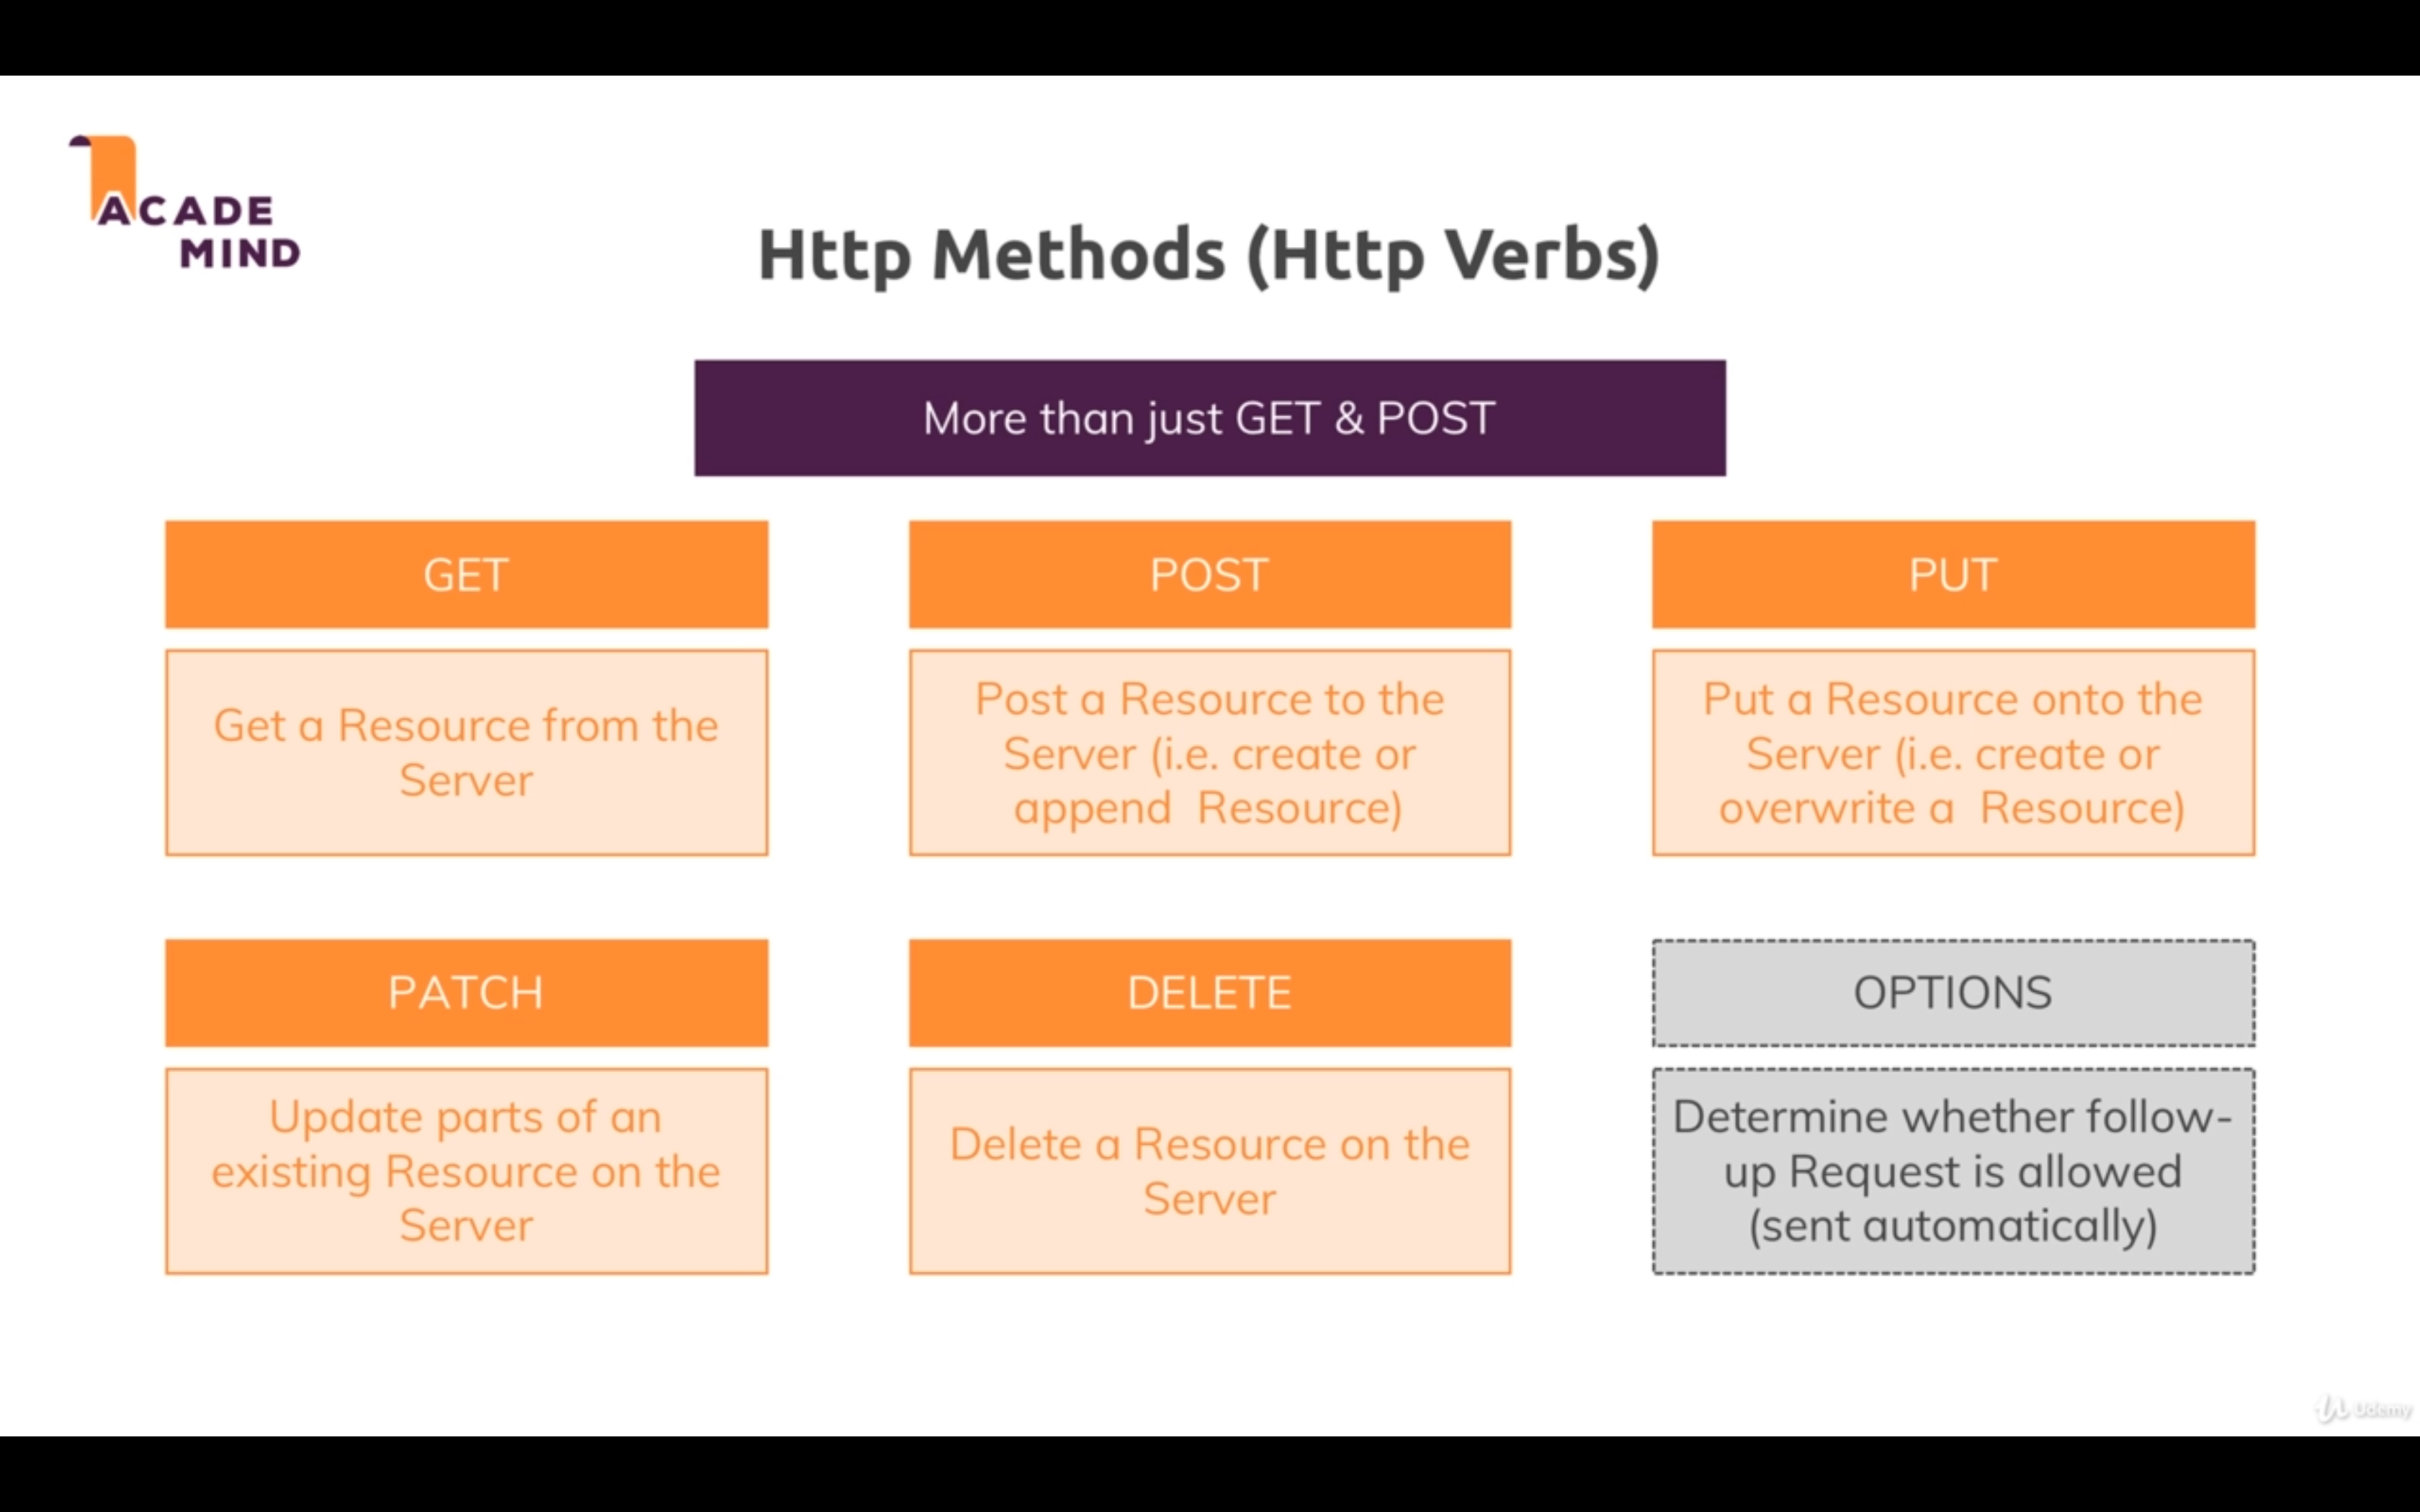 ACADE
MIND
Http Methods (Http Verbs)
More than just GET & POST
GET
POST
PUT
Get a Resource from the
Server
Post a Resource to the
Server (i.e. create or
append  Resource)
Put a Resource onto the
Server (i.e. create or
overwrite a  Resource)
PATCH
DELETE
OPTIONS
Update parts of an
existing Resource on the
Server
Delete a Resource on the
Server
Determine whether follow-
up Request is allowed
(sent automatically)
Udemy